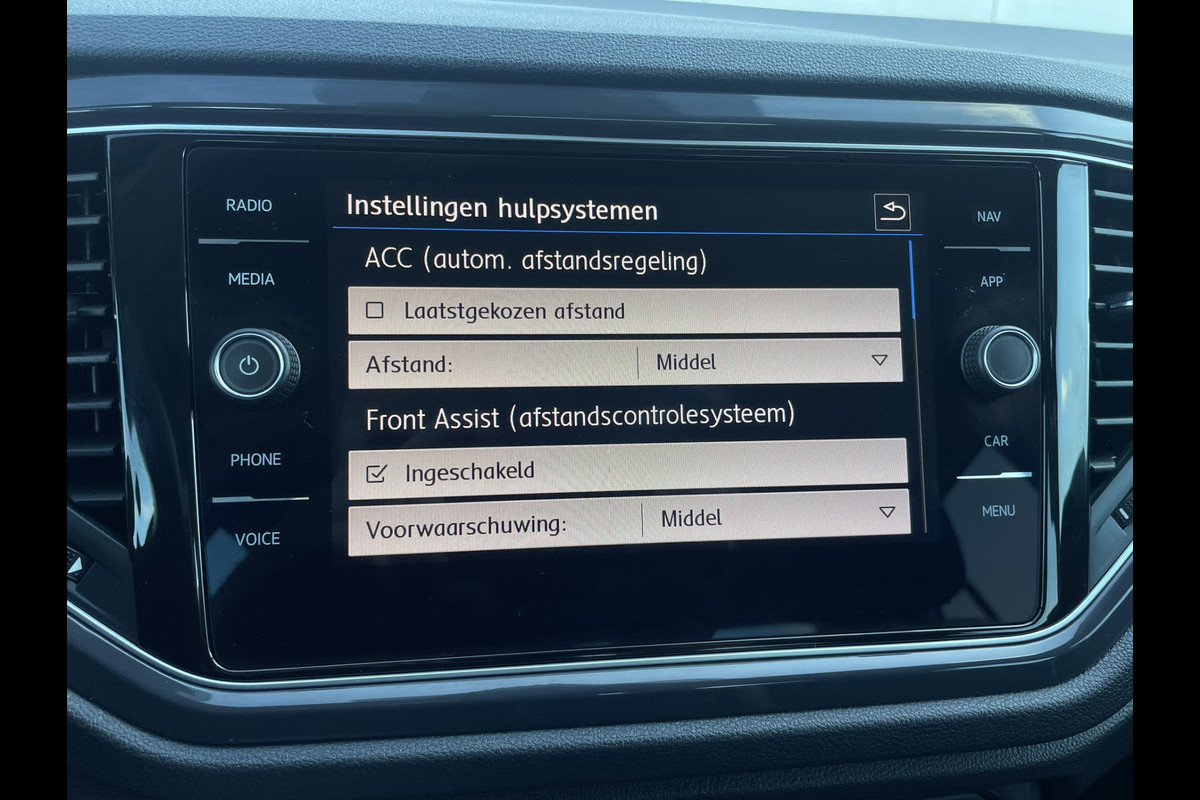 RADIO
MEDIA
PHONE
VOICE
Instellingen hulpsystemen
ACC (autom. afstandsregeling)
Laatstgekozen afstand
Afstand: Middel
Front Assist (afstandscontrolesysteem)
Ingeschakeld
Voorwaarschuwing: Middel
NAV
APP
CAR
MENU